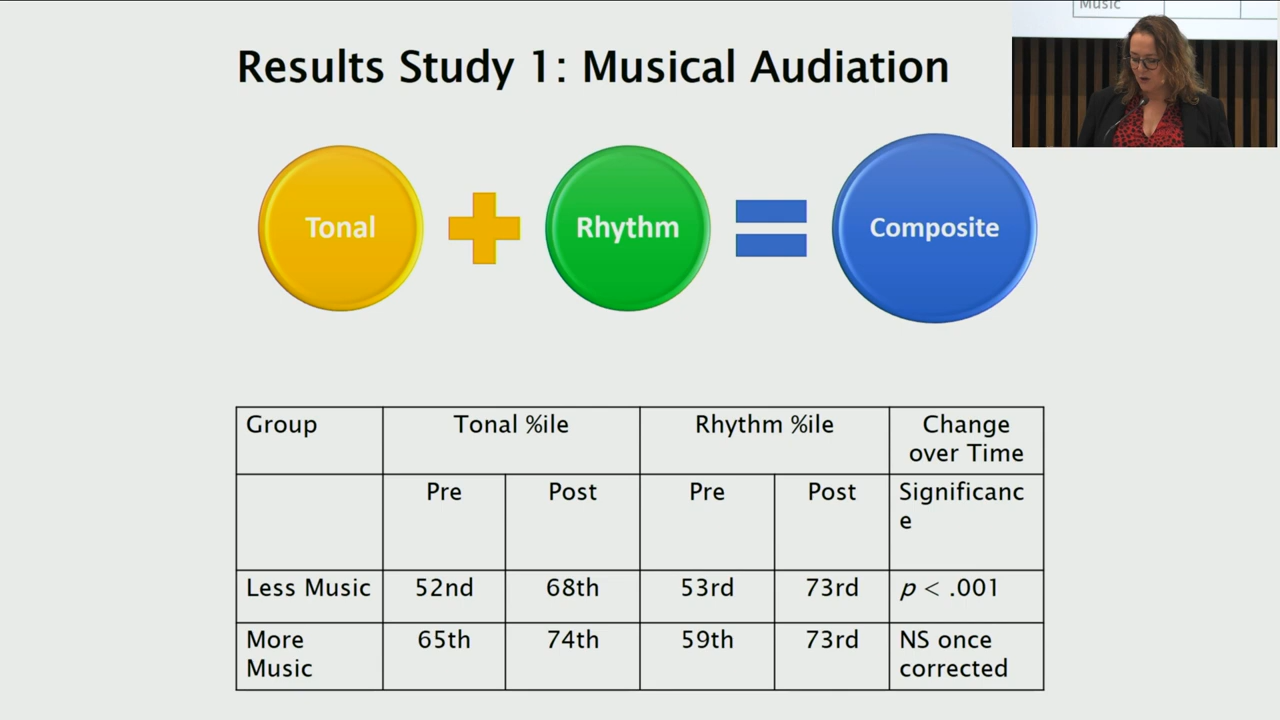 Music
Results Study 1: Musical Audiation
Tonal
Rhythm
Composite
Group Tonal %ile Rhythm %ile Change
over Time
Pre Post Pre Post Significanc
e
Less Music 52nd 68th 53rd 73rd p < .001
More 65th 74th 59th 73rd NS once
Music corrected